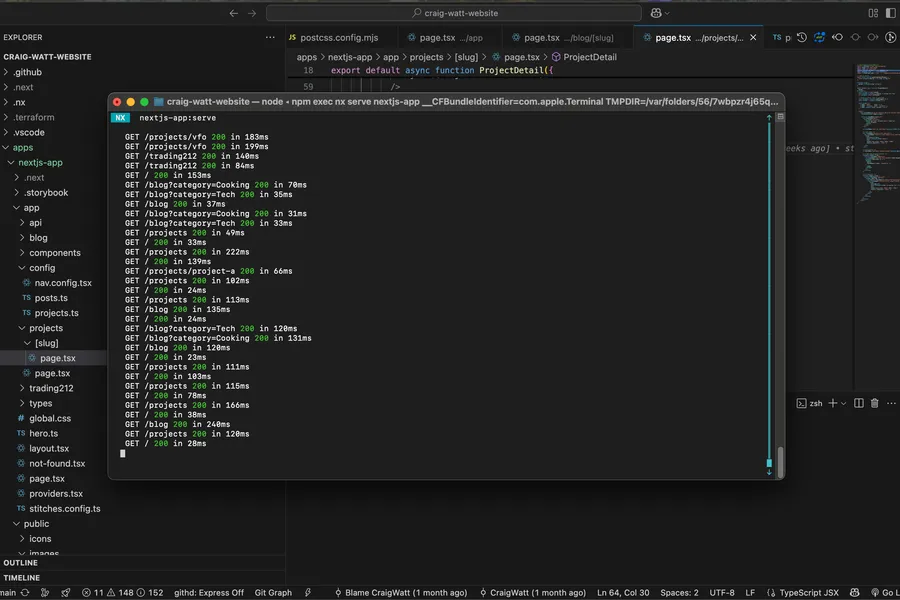 craig-watt-website
EXPLORER
postcss.config.mjs
page.tsx .../app
page.tsx .../blog/[slug]
page.tsx .../projects/...
TS p
CRAIG-WATT-WEBSITE
apps > nextjs-app > app > projects > [slug] > page.tsx > ProjectDetail
18 export default async function ProjectDetail({
59 />
.github
.next
.nx
.terraform
.vscode
apps
nextjs-app
.next
.storybook
app
api
blog
components
config
nav.config.tsx
TS posts.ts
TS projects.ts
projects
[slug]
page.tsx
page.tsx
trading212
types
# global.css
TS hero.ts
layout.tsx
not-found.tsx
page.tsx
providers.tsx
TS stitches.config.ts
public
icons
images
OUTLINE
TIMELINE
craig-watt-website — node • npm exec nx serve nextjs-app __CFBundleIdentifier=com.apple.Terminal TMPDIR=/var/folders/56/7wbpzr4j65q...
NX nextjs-app:serve
GET /projects/vfo 200 in 183ms
GET /projects/vfo 200 in 199ms
GET /trading212 200 in 140ms
GET /trading212 200 in 84ms
GET / 200 in 153ms
GET /blog?category=Cooking 200 in 70ms
GET /blog?category=Tech 200 in 35ms
GET /blog 200 in 37ms
GET /blog?category=Cooking 200 in 31ms
GET /blog?category=Tech 200 in 33ms
GET /projects 200 in 49ms
GET / 200 in 33ms
GET /projects 200 in 222ms
GET / 200 in 139ms
GET /projects/project-a 200 in 66ms
GET /projects 200 in 102ms
GET / 200 in 24ms
GET /projects 200 in 113ms
GET /blog 200 in 135ms
GET / 200 in 24ms
GET /blog?category=Tech 200 in 120ms
GET /blog?category=Cooking 200 in 131ms
GET /blog 200 in 120ms
GET / 200 in 23ms
GET /projects 200 in 111ms
GET / 200 in 103ms
GET /projects 200 in 115ms
GET / 200 in 78ms
GET /projects 200 in 166ms
GET / 200 in 38ms
GET /blog 200 in 240ms
GET /projects 200 in 120ms
GET / 200 in 28ms
eeks ago] • st
zsh
main 11 148 152 githd: Express Off Git Graph Blame CraigWatt (1 month ago) CraigWatt (1 month ago) Ln 64, Col 30 Spaces: 2 UTF-8 LF TypeScript JSX Go L